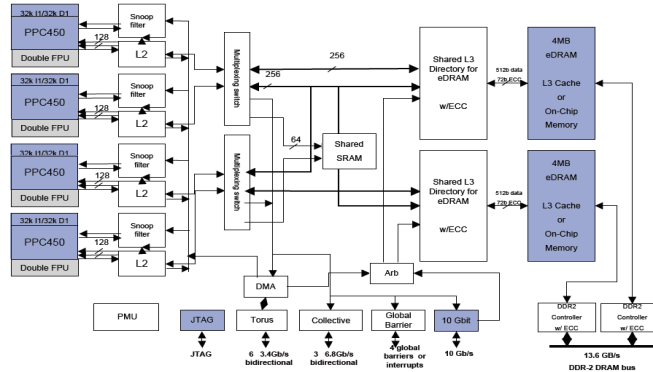 32k I1/32k D1
PPC450
Double FPU
128
Snoop
filter
L2
32k I1/32k D1
PPC450
Double FPU
128
Snoop
filter
L2
32k I1/32k D1
PPC450
Double FPU
128
Snoop
filter
L2
32k I1/32k D1
PPC450
Double FPU
128
Snoop
filter
L2
Multiplexing switch
Multiplexing switch
256
256
64
Shared
SRAM
Shared L3
Directory for
eDRAM
w/ECC
512b data
72b ECC
4MB
eDRAM
L3 Cache
or
On-Chip
Memory
Shared L3
Directory for
eDRAM
w/ECC
512b data
72b ECC
4MB
eDRAM
L3 Cache
or
On-Chip
Memory
DMA
Arb
PMU
JTAG
Torus
Collective
Global
Barrier
10 Gbit
DDR2
Controller
w/ ECC
DDR2
Controller
w/ ECC
JTAG
6 3.4Gb/s
bidirectional
3 6.8Gb/s
bidirectional
4 global
barriers or
interrupts
10 Gb/s
13.6 GB/s
DDR-2 DRAM bus